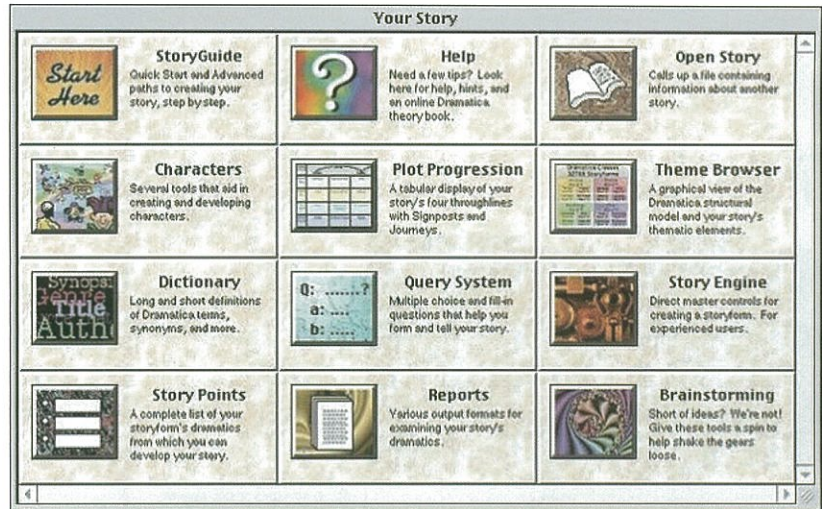 Your Story
Start
Here
StoryGuide
Quick Start and Advanced
paths to creating your
story, step by step.
?
Help
Need a few tips? Look
here for help, hints, and
an online Dramatica
theory book.
Open Story
Calls up a file containing
information about another
story.
Characters
Several tools that aid in
creating and developing
characters.
Plot Progression
A tabular display of your
story's four throughlines
with Signposts and
Journeys.
Theme Browser
A graphical view of the
Dramatica structural
model and your story's
thematic elements.
Synops
Genre
Title
Auth
Dictionary
Long and short definitions
of Dramatica terms,
synonyms, and more.
Q: .......?
a: ....
b: ....
Query System
Multiple choice and fill-in
questions that help you
form and tell your story.
Story Engine
Direct master controls for
creating a storyform. For
experienced users.
Story Points
A complete list of your
storyform's dramatics
from which you can
develop your story.
Reports
Various output formats for
examining your story's
dramatics.
Brainstorming
Short of ideas? We're not!
Give these tools a spin to
help shake the gears
loose.